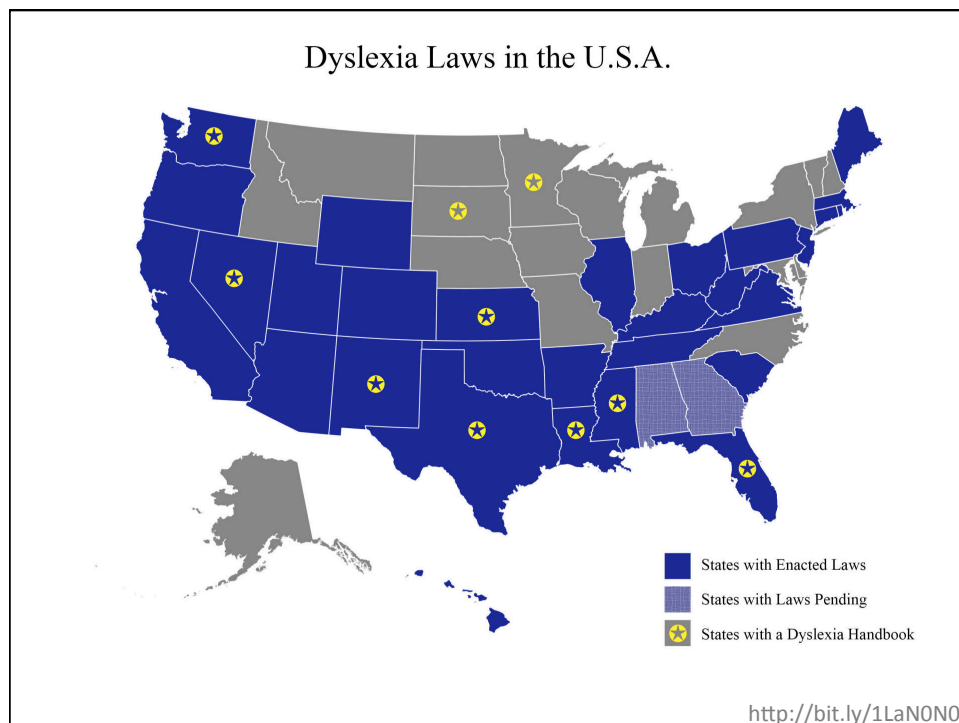 Dyslexia Laws in the U.S.A.
States with Enacted Laws
States with Laws Pending
States with a Dyslexia Handbook
http://bit.ly/1LaN0N0